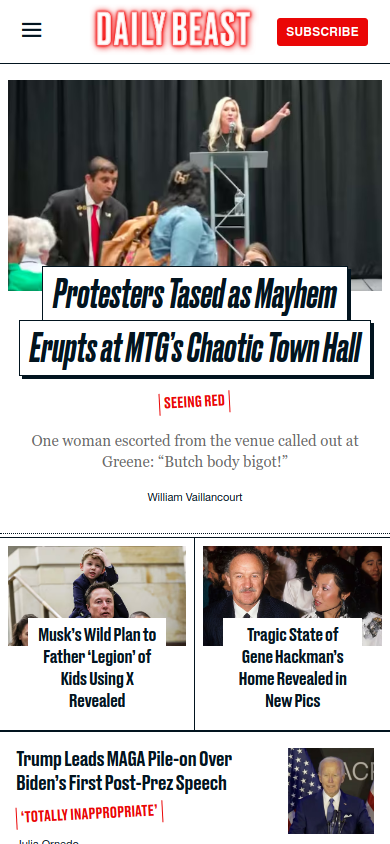 DAILY BEAST
SUBSCRIBE
Protesters Tased as Mayhem
Erupts at MTG’s Chaotic Town Hall
SEEING RED
One woman escorted from the venue called out at
Greene: “Butch body bigot!”
William Vaillancourt
Musk’s Wild Plan to
Father ‘Legion’ of
Kids Using X
Revealed
Tragic State of
Gene Hackman’s
Home Revealed in
New Pics
Trump Leads MAGA Pile-on Over
Biden’s First Post-Prez Speech
‘TOTALLY INAPPROPRIATE’
ACR